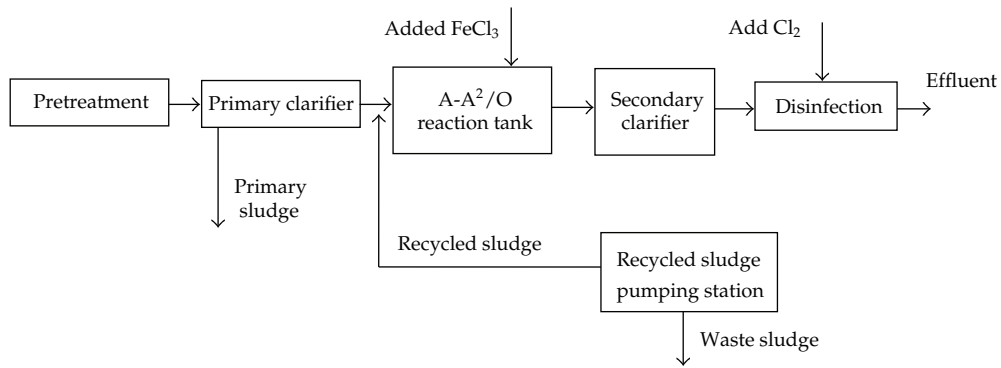 Added FeCl₃
Add Cl₂
Pretreatment
Primary clarifier
A-A²/O
reaction tank
Secondary
clarifier
Disinfection
Effluent
Primary
sludge
Recycled sludge
Recycled sludge
pumping station
Waste sludge